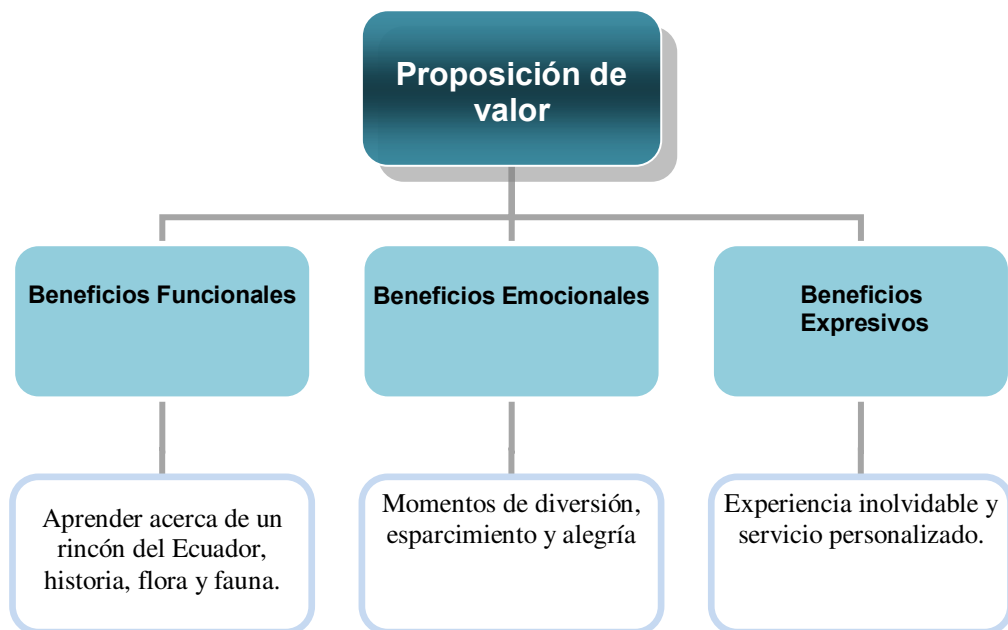 Proposición de
valor
Beneficios Funcionales
Beneficios Emocionales
Beneficios
Expresivos
Aprender acerca de un
rincón del Ecuador,
historia, flora y fauna.
Momentos de diversión,
esparcimiento y alegría
Experiencia inolvidable y
servicio personalizado.